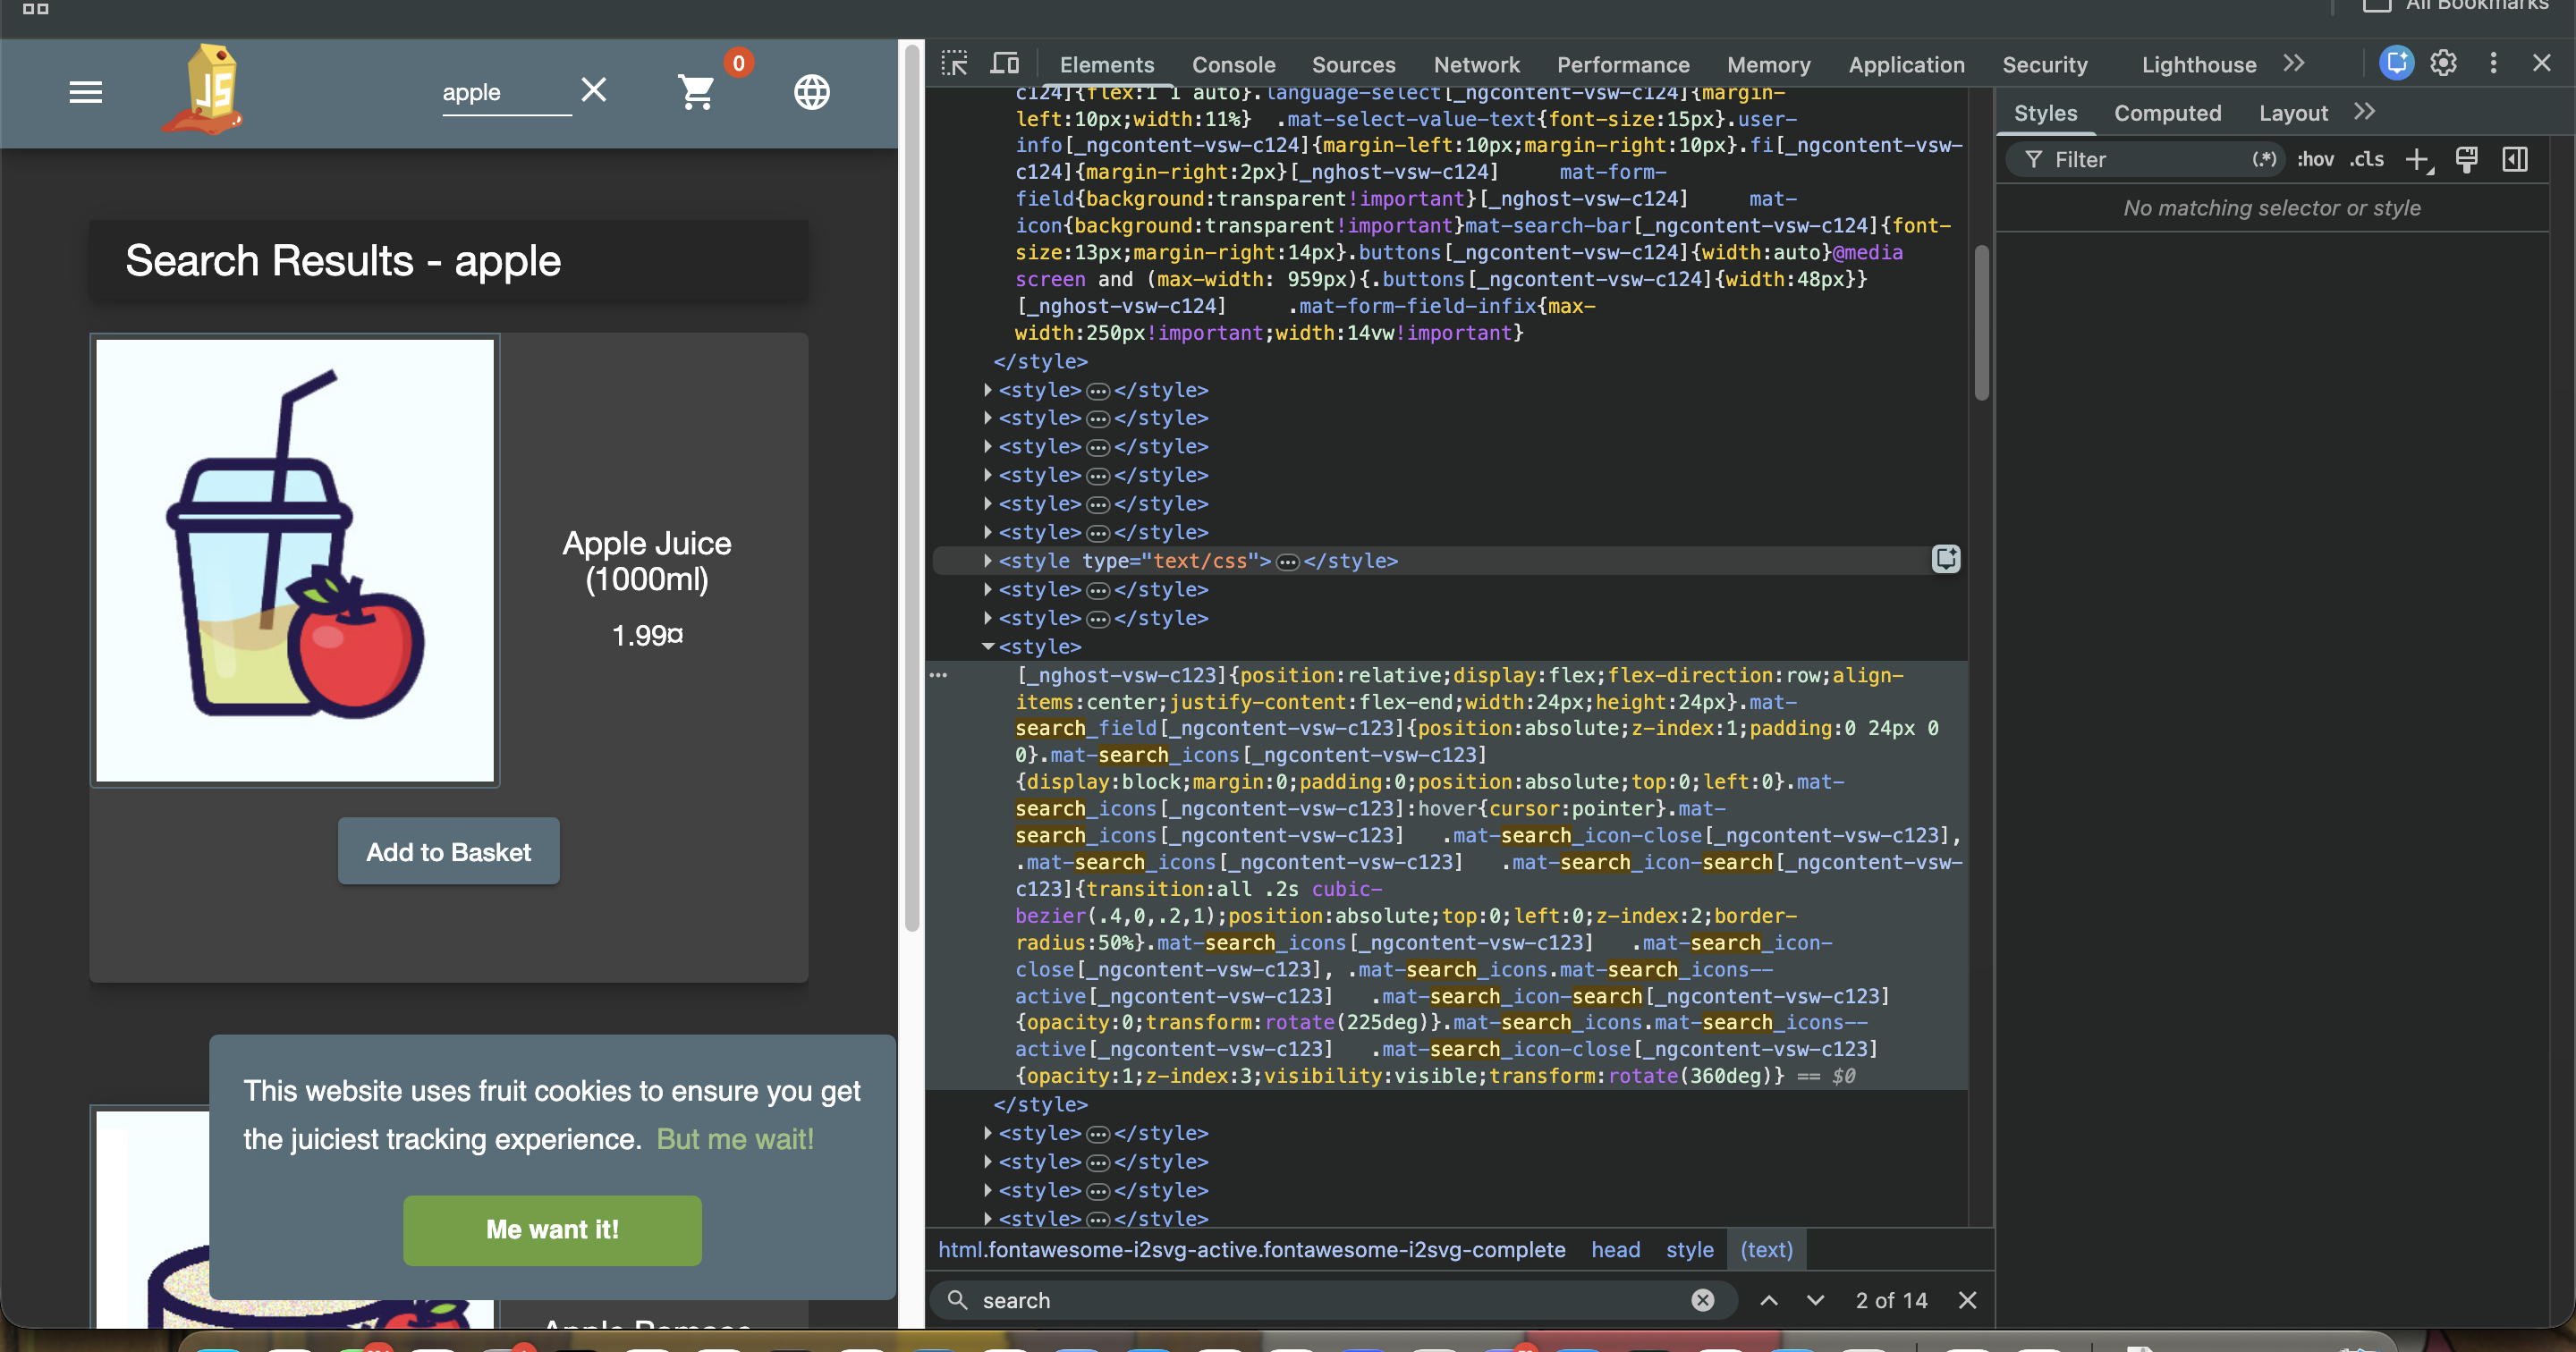 All Bookmarks
JS
apple
0
Search Results - apple
Apple Juice
(1000ml)
1.99¤
Add to Basket
This website uses fruit cookies to ensure you get
the juiciest tracking experience. But me wait!
Me want it!
Apple Pomace
Elements Console Sources Network Performance Memory Application Security Lighthouse
c124]{flex:1 1 auto}.language-select[_ngcontent-vsw-c124]{margin-
left:10px;width:11%} .mat-select-value-text{font-size:15px}.user-
info[_ngcontent-vsw-c124]{margin-left:10px;margin-right:10px}.fi[_ngcontent-vsw-
c124]{margin-right:2px}[_nghost-vsw-c124] mat-form-
field{background:transparent!important}[_nghost-vsw-c124] mat-
icon{background:transparent!important}mat-search-bar[_ngcontent-vsw-c124]{font-
size:13px;margin-right:14px}.buttons[_ngcontent-vsw-c124]{width:auto}@media
screen and (max-width: 959px){.buttons[_ngcontent-vsw-c124]{width:48px}}
[_nghost-vsw-c124] .mat-form-field-infix{max-
width:250px!important;width:14vw!important}
</style>
<style>…</style>
<style>…</style>
<style>…</style>
<style>…</style>
<style>…</style>
<style>…</style>
<style type="text/css">…</style>
<style>…</style>
<style>…</style>
<style>
[_nghost-vsw-c123]{position:relative;display:flex;flex-direction:row;align-
items:center;justify-content:flex-end;width:24px;height:24px}.mat-
search_field[_ngcontent-vsw-c123]{position:absolute;z-index:1;padding:0 24px 0
0}.mat-search_icons[_ngcontent-vsw-c123]
{display:block;margin:0;padding:0;position:absolute;top:0;left:0}.mat-
search_icons[_ngcontent-vsw-c123]:hover{cursor:pointer}.mat-
search_icons[_ngcontent-vsw-c123] .mat-search_icon-close[_ngcontent-vsw-c123],
.mat-search_icons[_ngcontent-vsw-c123] .mat-search_icon-search[_ngcontent-vsw-
c123]{transition:all .2s cubic-
bezier(.4,0,.2,1);position:absolute;top:0;left:0;z-index:2;border-
radius:50%}.mat-search_icons[_ngcontent-vsw-c123] .mat-search_icon-
close[_ngcontent-vsw-c123], .mat-search_icons.mat-search_icons--
active[_ngcontent-vsw-c123] .mat-search_icon-search[_ngcontent-vsw-c123]
{opacity:0;transform:rotate(225deg)}.mat-search_icons.mat-search_icons--
active[_ngcontent-vsw-c123] .mat-search_icon-close[_ngcontent-vsw-c123]
{opacity:1;z-index:3;visibility:visible;transform:rotate(360deg)} == $0
</style>
<style>…</style>
<style>…</style>
<style>…</style>
<style>…</style>
html.fontawesome-i2svg-active.fontawesome-i2svg-complete head style (text)
search 2 of 14
Styles Computed Layout
Filter (.*) :hov .cls
No matching selector or style